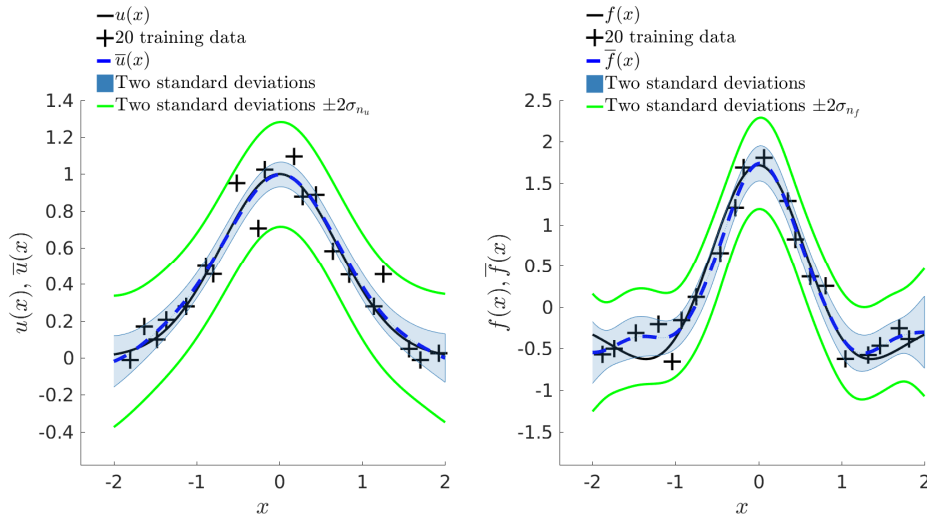 u(x)
20 training data
u̅(x)
Two standard deviations
Two standard deviations ±2σ_{n_u}
1.4
1.2
1
0.8
0.6
0.4
0.2
0
-0.2
-0.4
u(x), u̅(x)
-2 -1 0 1 2
x
f(x)
20 training data
f̅(x)
Two standard deviations
Two standard deviations ±2σ_{n_f}
2.5
2
1.5
1
0.5
0
-0.5
-1
-1.5
f(x), f̅(x)
-2 -1 0 1 2
x